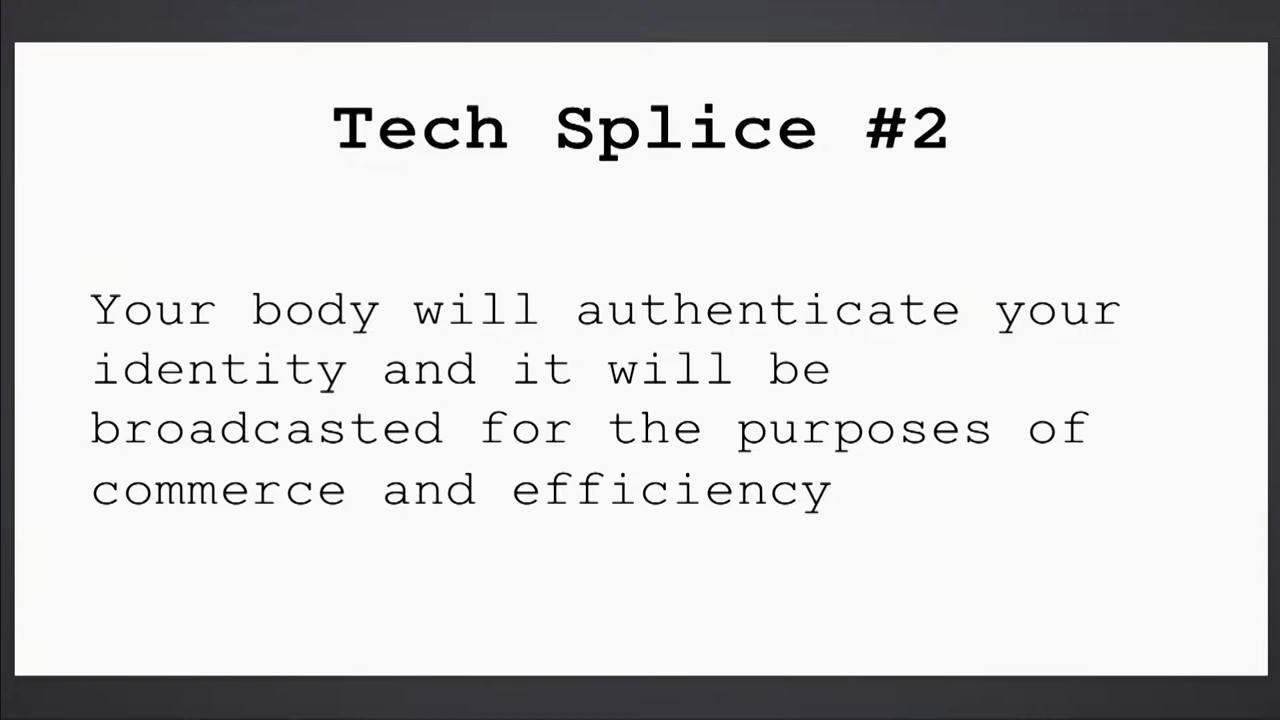 Tech Splice #2
Your body will authenticate your
identity and it will be
broadcasted for the purposes of
commerce and efficiency